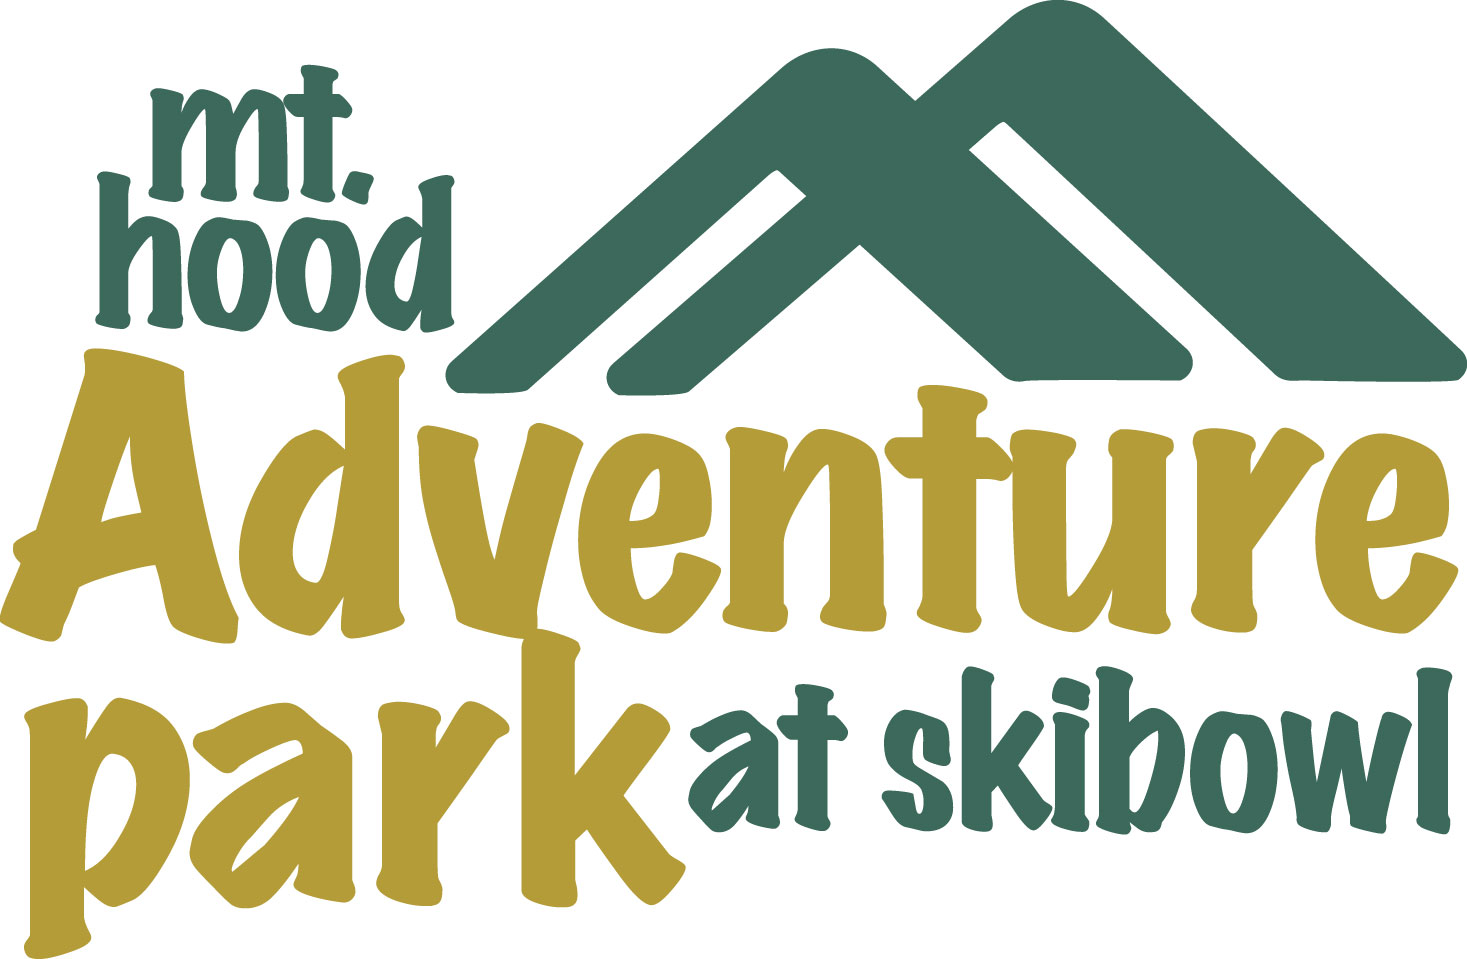 mt.
hood
Adventure
park at skibowl